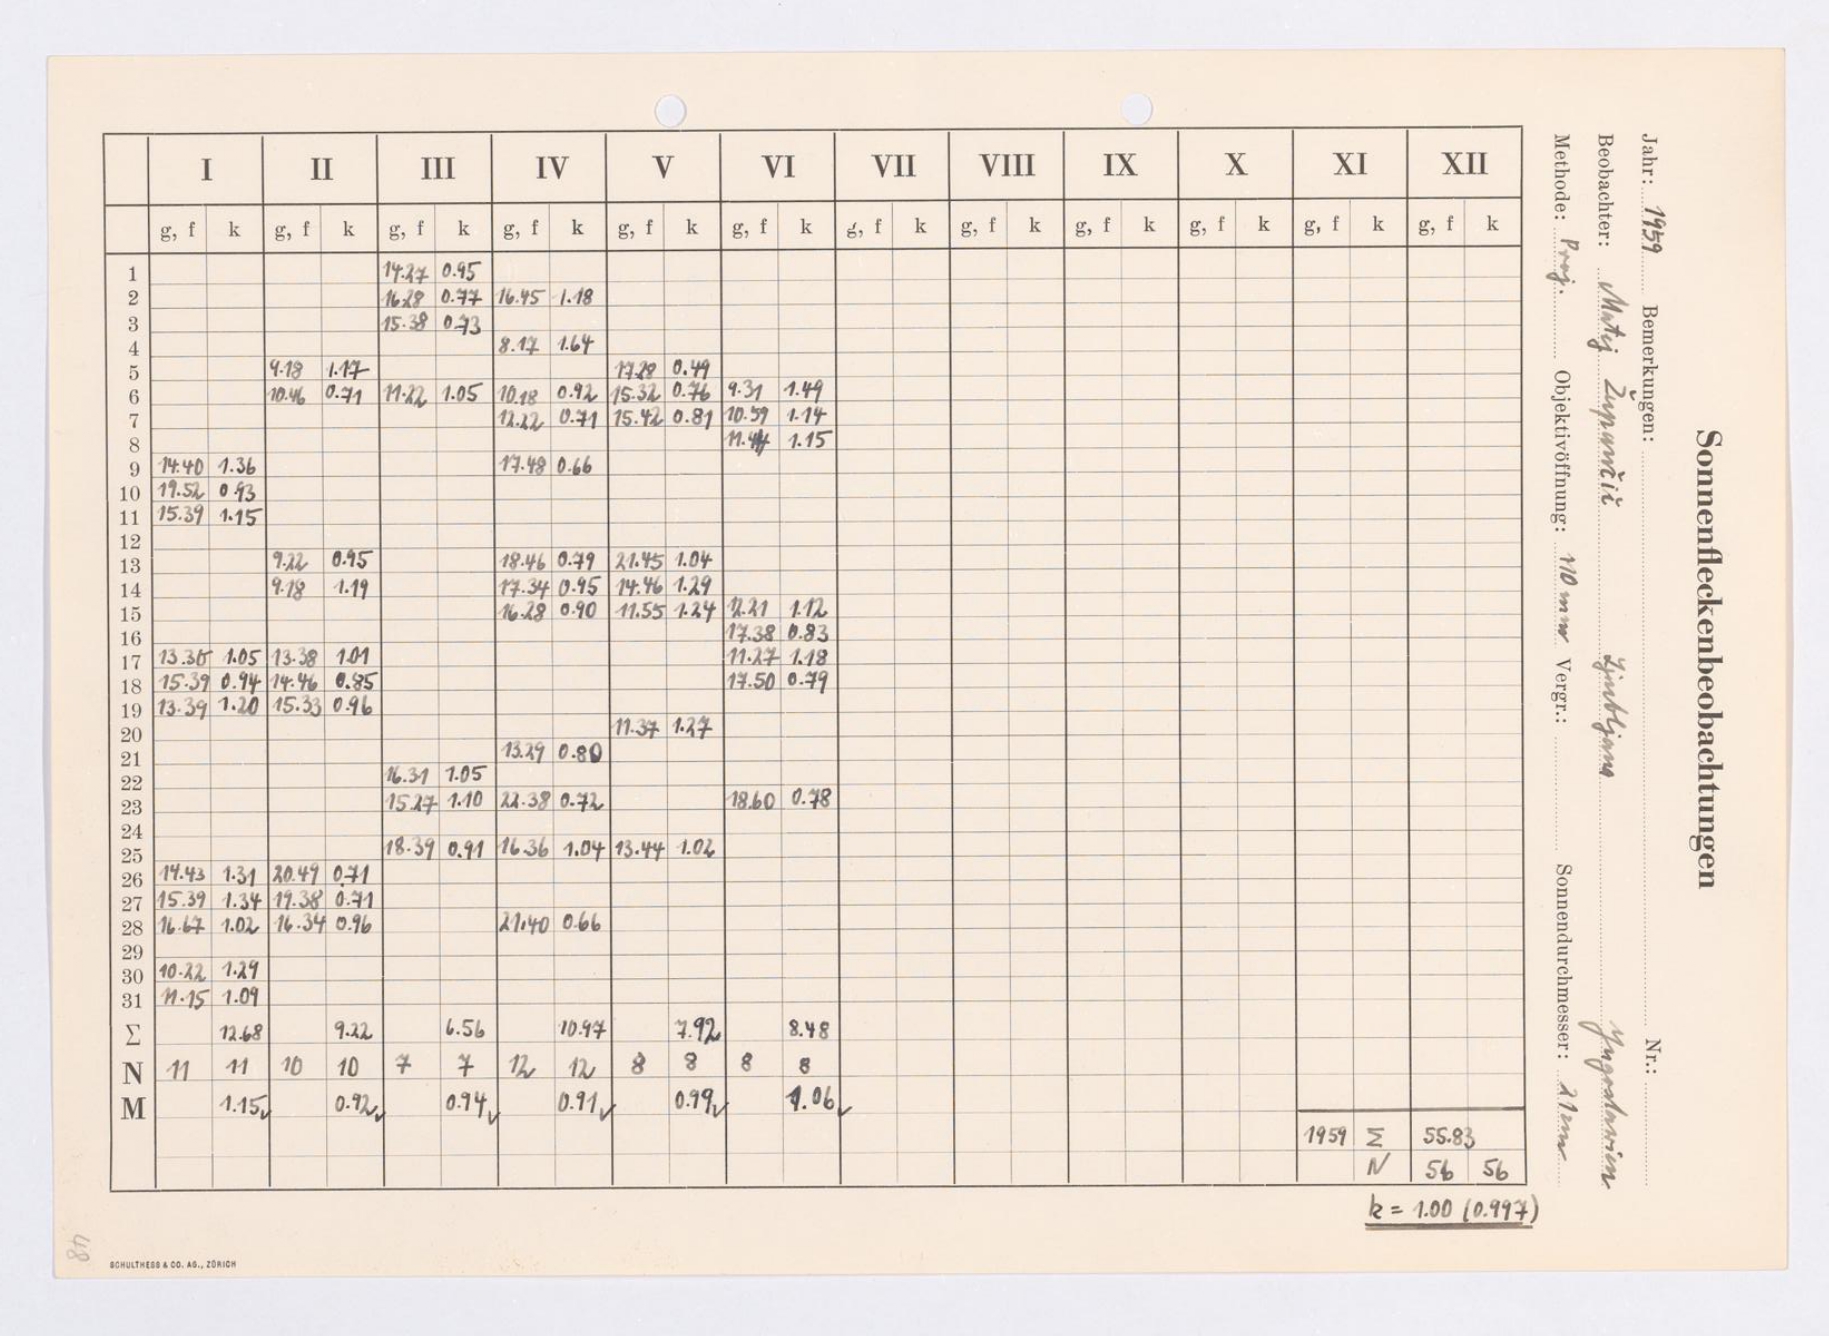 Sonnenfleckenbeobachtungen
Jahr: 1959 Bemerkungen: Nr.:
Beobachter: Matij Župančič Ljubljana Jugoslawien
Methode: Proj. Objektivöffnung: 110 mm Vergr.: Sonnendurchmesser: 21cm
I II III IV V VI VII VIII IX X XI XII
g, f k g, f k g, f k g, f k g, f k g, f k g, f k g, f k g, f k g, f k g, f k g, f k
1 14.27 0.95
2 16.28 0.77 16.45 1.18
3 15.38 0.73
4 8.17 1.64
5 9.18 1.17 17.28 0.49
6 10.46 0.71 11.22 1.05 10.18 0.92 15.32 0.76 9.31 1.49
7 12.22 0.71 15.42 0.81 10.59 1.14
8 11.44 1.15
9 14.40 1.36 17.48 0.66
10 19.52 0.93
11 15.39 1.15
12
13 9.22 0.95 18.46 0.79 21.45 1.04
14 9.18 1.19 17.34 0.95 14.46 1.29
15 16.28 0.90 11.55 1.24 12.21 1.12
16 17.38 0.83
17 13.36 1.05 13.38 1.01 11.27 1.18
18 15.39 0.94 14.46 0.85 17.50 0.79
19 13.39 1.20 15.33 0.96
20 11.37 1.27
21 13.29 0.80
22 16.31 1.05
23 15.27 1.10 22.38 0.72 18.60 0.78
24
25 18.39 0.91 16.36 1.04 13.44 1.02
26 14.43 1.31 20.49 0.71
27 15.39 1.34 19.38 0.71
28 16.67 1.02 16.34 0.96 21.40 0.66
29
30 10.22 1.29
31 11.15 1.09
Σ 12.68 9.22 6.56 10.97 7.92 8.48
N 11 11 10 10 7 7 12 12 8 8 8 8
M 1.15✓ 0.92✓ 0.94✓ 0.91✓ 0.99✓ 1.06✓
1959 Σ 55.83
N 56 56
k = 1.00 (0.997)
48
SCHULTHESS & CO. AG., ZÜRICH